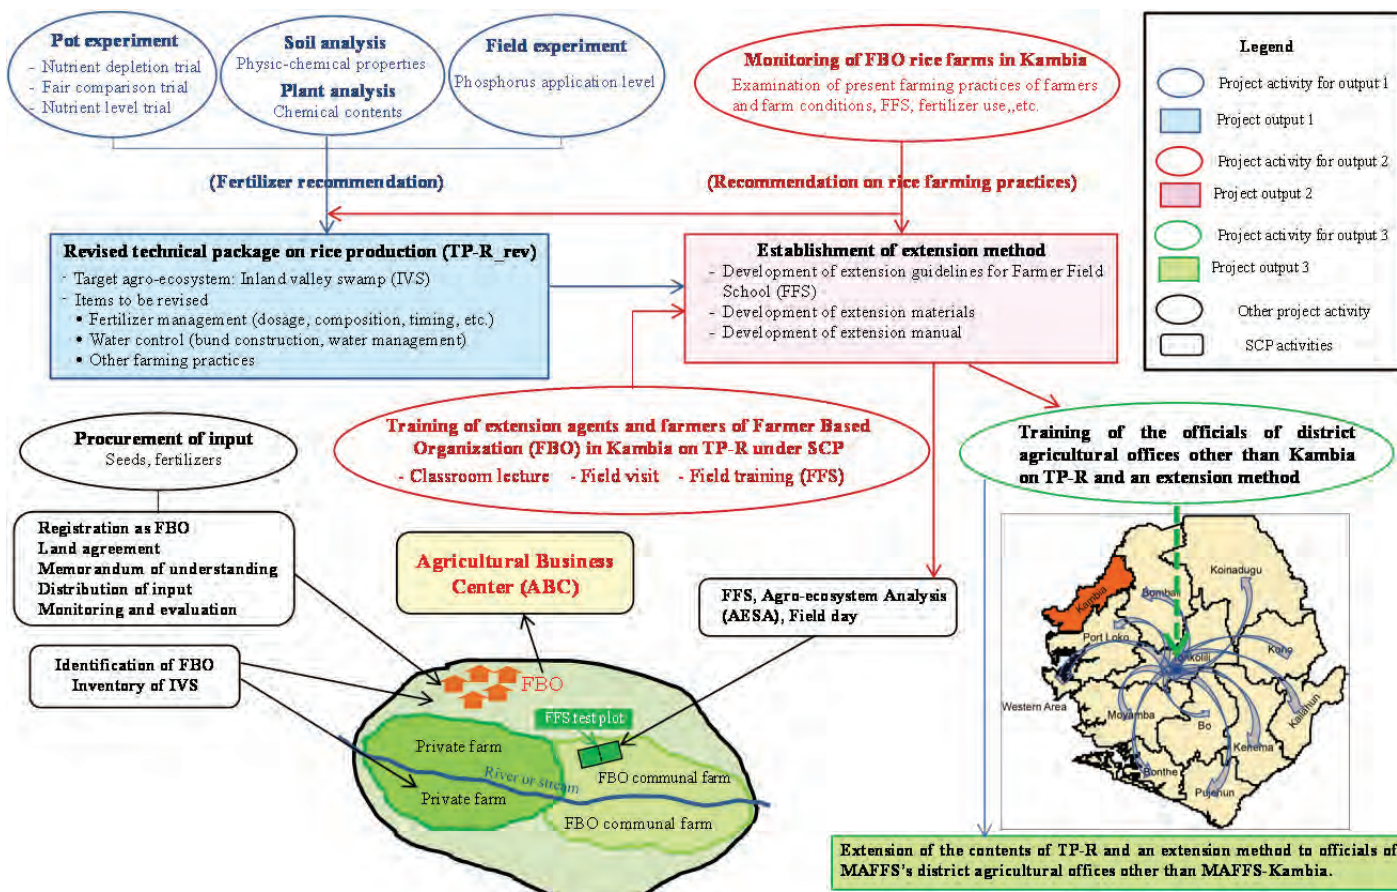 Pot experiment
- Nutrient depletion trial
- Fair comparison trial
- Nutrient level trial
Soil analysis
Physic-chemical properties
Plant analysis
Chemical contents
Field experiment
Phosphorus application level
Monitoring of FBO rice farms in Kambia
Examination of present farming practices of farmers
and farm conditions, FFS, fertilizer use,,etc.
Legend
Project activity for output 1
Project output 1
Project activity for output 2
Project output 2
Project activity for output 3
Project output 3
Other project activity
SCP activities
(Fertilizer recommendation)
(Recommendation on rice farming practices)
Revised technical package on rice production (TP-R_rev)
- Target agro-ecosystem: Inland valley swamp (IVS)
- Items to be revised
• Fertilizer management (dosage, composition, timing, etc.)
• Water control (bund construction, water management)
• Other farming practices
Establishment of extension method
- Development of extension guidelines for Farmer Field
School (FFS)
- Development of extension materials
- Development of extension manual
Procurement of input
Seeds, fertilizers
Training of extension agents and farmers of Farmer Based
Organization (FBO) in Kambia on TP-R under SCP
- Classroom lecture - Field visit - Field training (FFS)
Training of the officials of district
agricultural offices other than Kambia
on TP-R and an extension method
Registration as FBO
Land agreement
Memorandum of understanding
Distribution of input
Monitoring and evaluation
Agricultural Business
Center (ABC)
FFS, Agro-ecosystem Analysis
(AESA), Field day
Identification of FBO
Inventory of IVS
FBO
FFS test plot
Private farm
River or stream
Private farm
FBO communal farm
FBO communal farm
Koinadugu
Kambia
Bombali
Port Loko
Tonkolili
Kono
Western Area
Moyamba
Bo
Kailahun
Kenema
Bonthe
Pujehun
Extension of the contents of TP-R and an extension method to officials of
MAFFS's district agricultural offices other than MAFFS-Kambia.